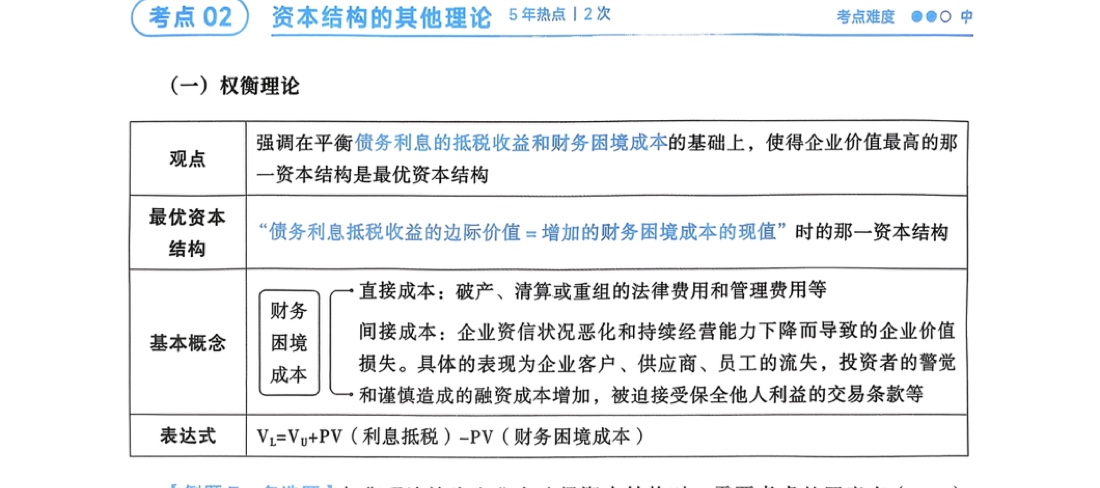 考点 02 资本结构的其他理论 5年热点 | 2次 考点难度 中
（一）权衡理论
观点
强调在平衡债务利息的抵税收益和财务困境成本的基础上，使得企业价值最高的那
一资本结构是最优资本结构
最优资本
结构
“债务利息抵税收益的边际价值=增加的财务困境成本的现值”时的那一资本结构
基本概念
财务
困境
成本
直接成本：破产、清算或重组的法律费用和管理费用等
间接成本：企业资信状况恶化和持续经营能力下降而导致的企业价值
损失。具体的表现为企业客户、供应商、员工的流失，投资者的警觉
和谨慎造成的融资成本增加，被迫接受保全他人利益的交易条款等
表达式
VL=VU+PV（利息抵税）-PV（财务困境成本）